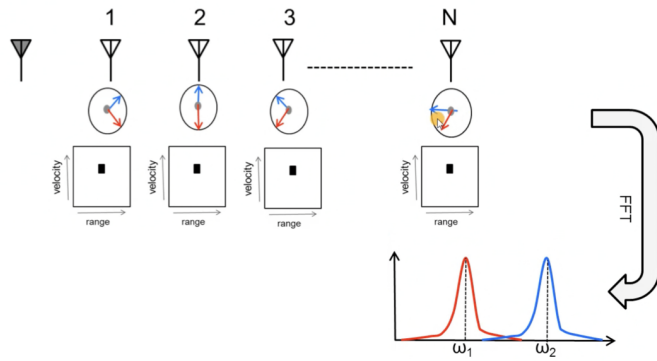 1 2 3 N
velocity velocity velocity velocity
range range range range
FFT
ω₁ ω₂